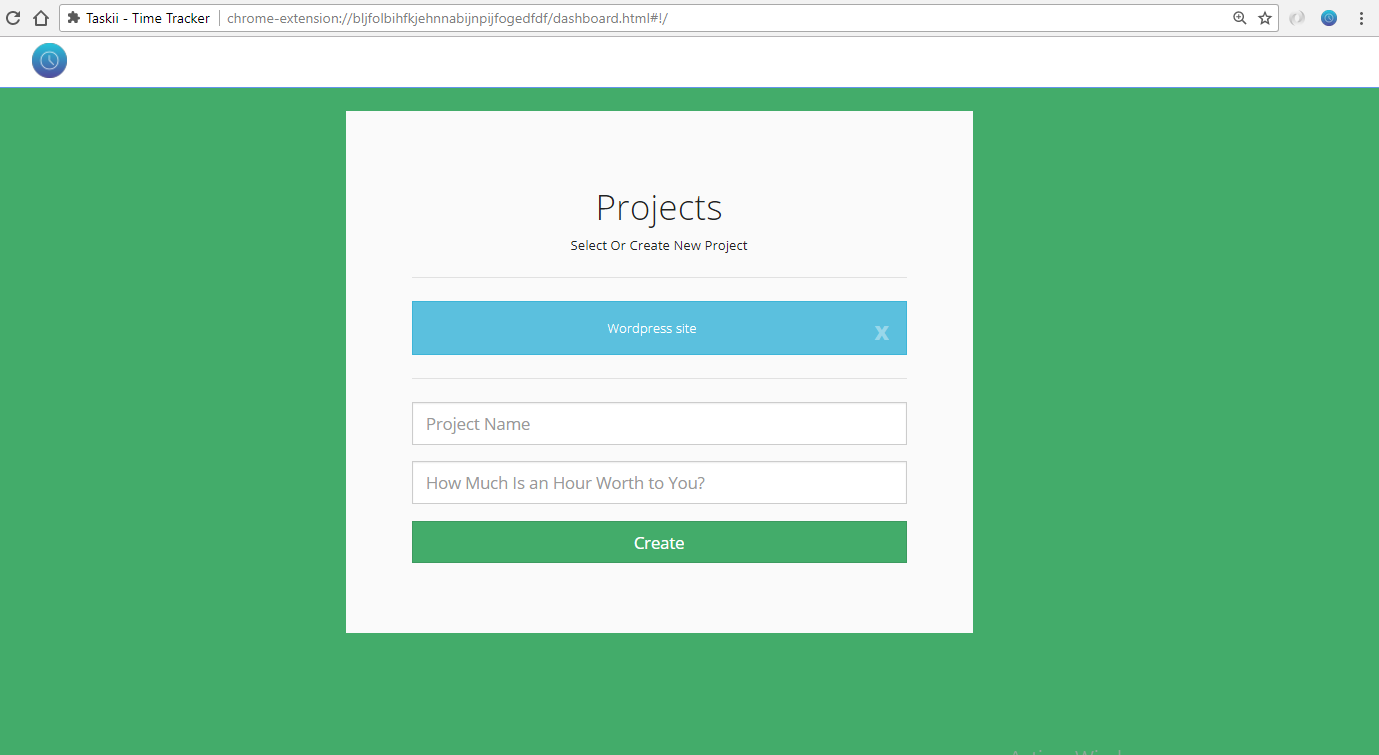 Taskii - Time Tracker chrome-extension://bljfolbihfkjehnnabijnpijfogedfdf/dashboard.html#!/
Projects
Select Or Create New Project
Wordpress site x
Project Name
How Much Is an Hour Worth to You?
Create